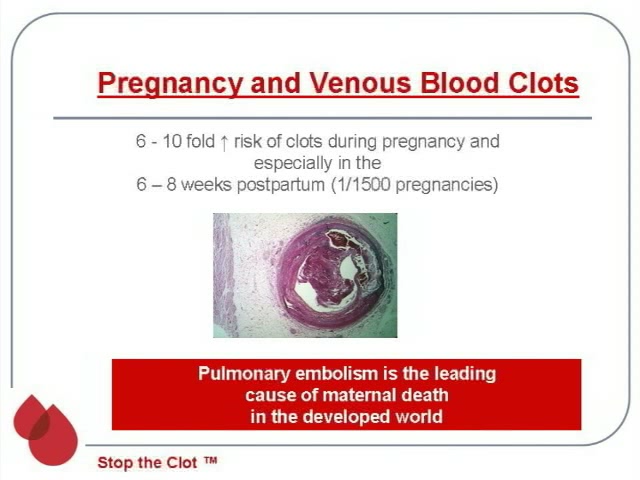 Pregnancy and Venous Blood Clots
6 - 10 fold ↑ risk of clots during pregnancy and
especially in the
6 – 8 weeks postpartum (1/1500 pregnancies)
Pulmonary embolism is the leading
cause of maternal death
in the developed world
Stop the Clot ™